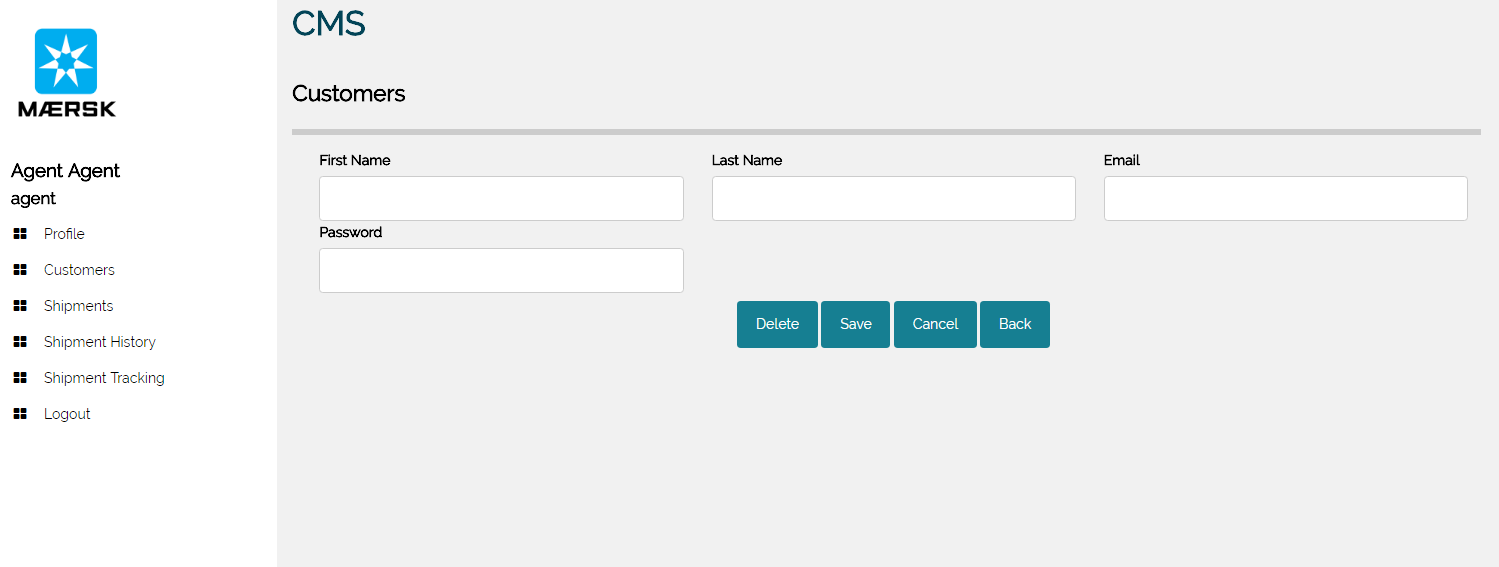 MÆRSK
Agent Agent
agent
Profile
Customers
Shipments
Shipment History
Shipment Tracking
Logout
CMS
Customers
First Name
Last Name
Email
Password
Delete
Save
Cancel
Back